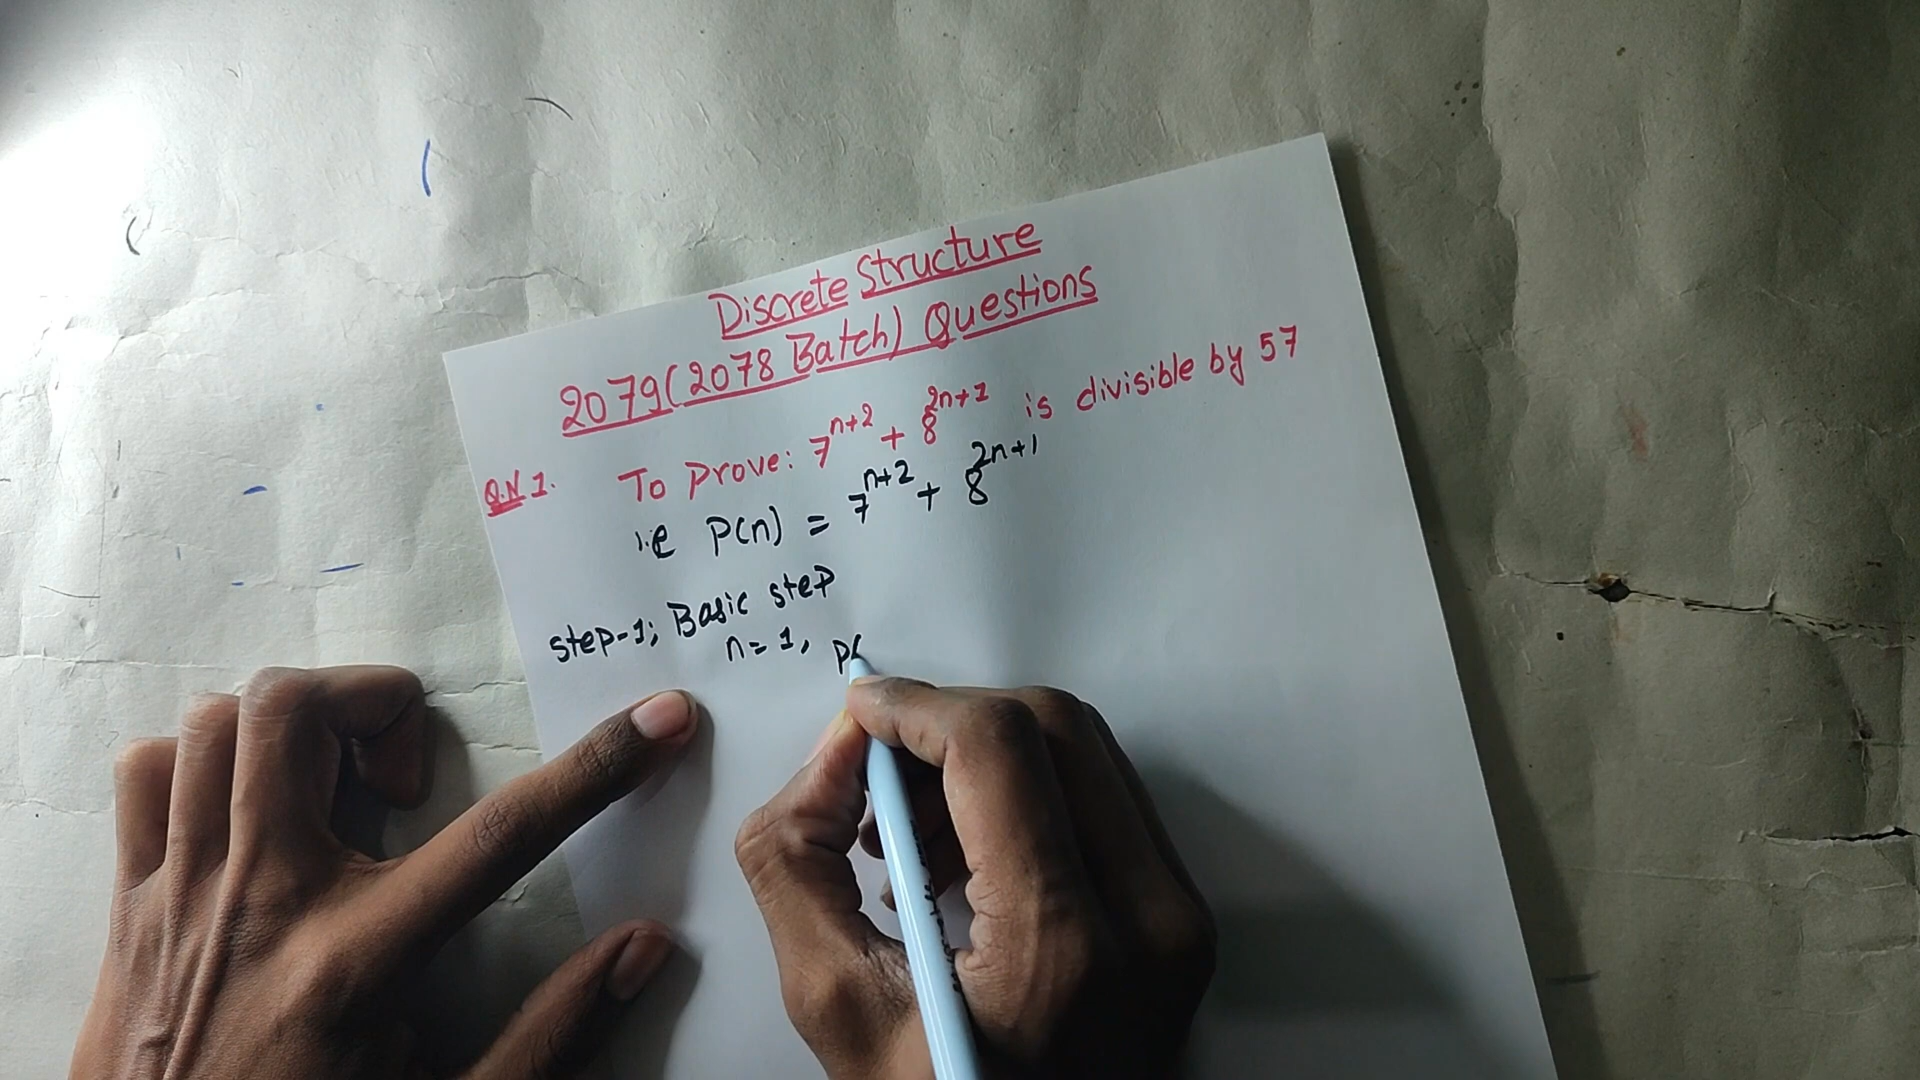 Discrete Structure
2079(2078 Batch) Questions
Q.N 1. To prove: 7^{n+2} + 8^{2n+1} is divisible by 57
i.e P(n) = 7^{n+2} + 8^{2n+1}
step-1; Basic step
n=1, p(